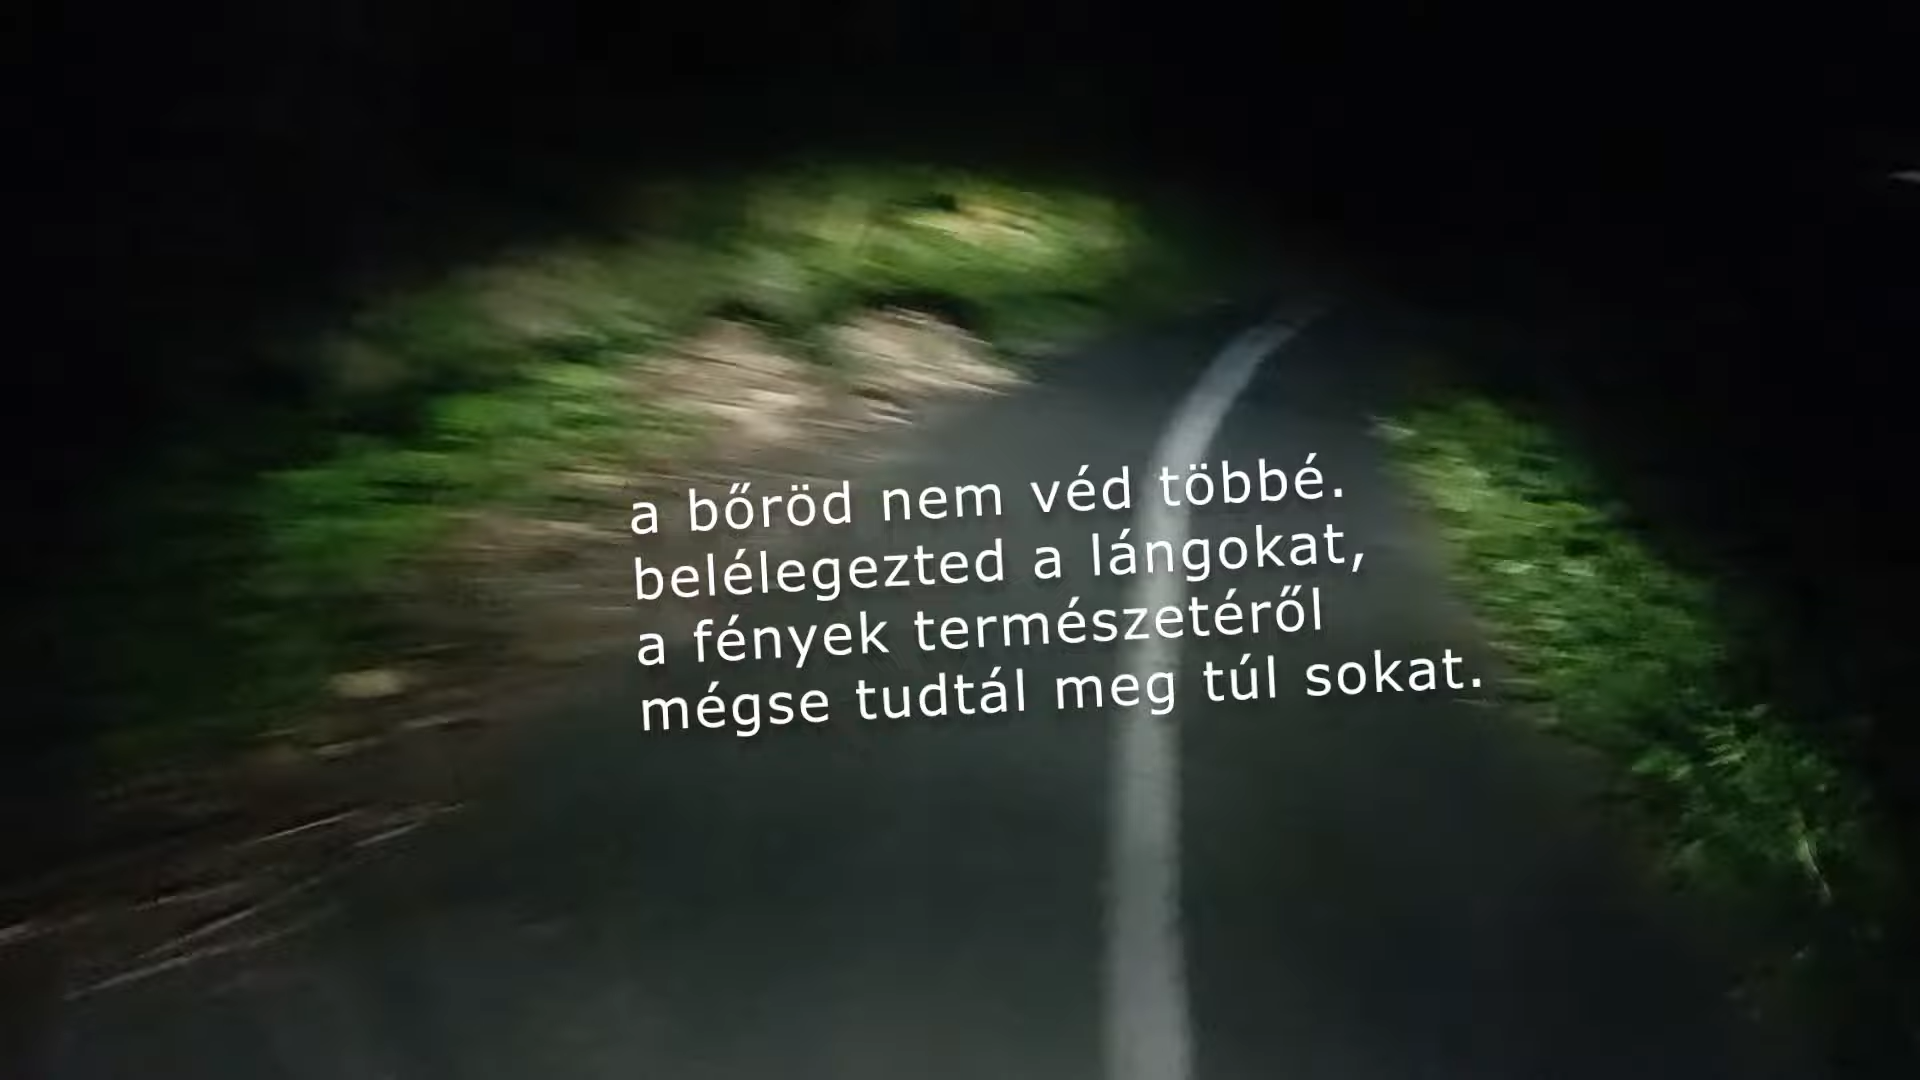 a bőröd nem véd többé.
belélegezted a lángokat,
a fények természetéről
mégse tudtál meg túl sokat.